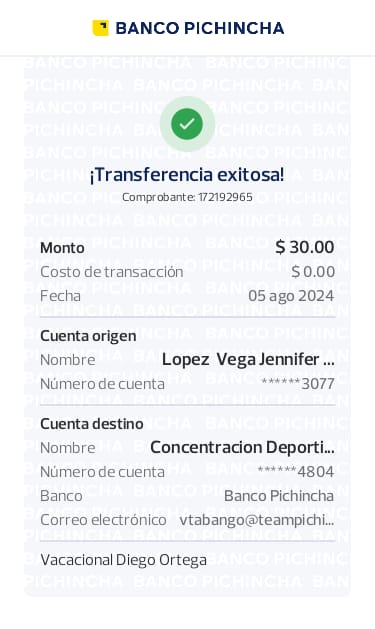 BANCO PICHINCHA
¡Transferencia exitosa!
Comprobante: 172192965
Monto $ 30.00
Costo de transacción $ 0.00
Fecha 05 ago 2024
Cuenta origen
Nombre Lopez Vega Jennifer ...
Número de cuenta ******3077
Cuenta destino
Nombre Concentracion Deporti...
Número de cuenta ******4804
Banco Banco Pichincha
Correo electrónico vtabango@teampichi...
Vacacional Diego Ortega